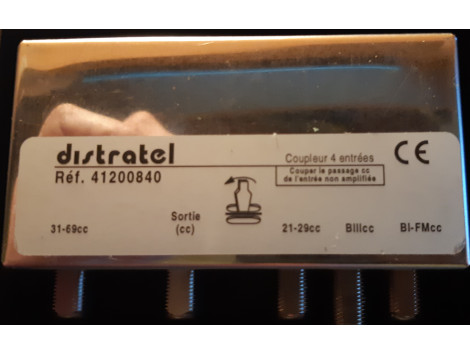 distratel
Réf. 41200840
Coupleur 4 entrées
Couper le passage cc
de l'entrée non amplifiée
CE
31-69cc
Sortie
(cc)
21-29cc
BIIIcc
BI-FMcc